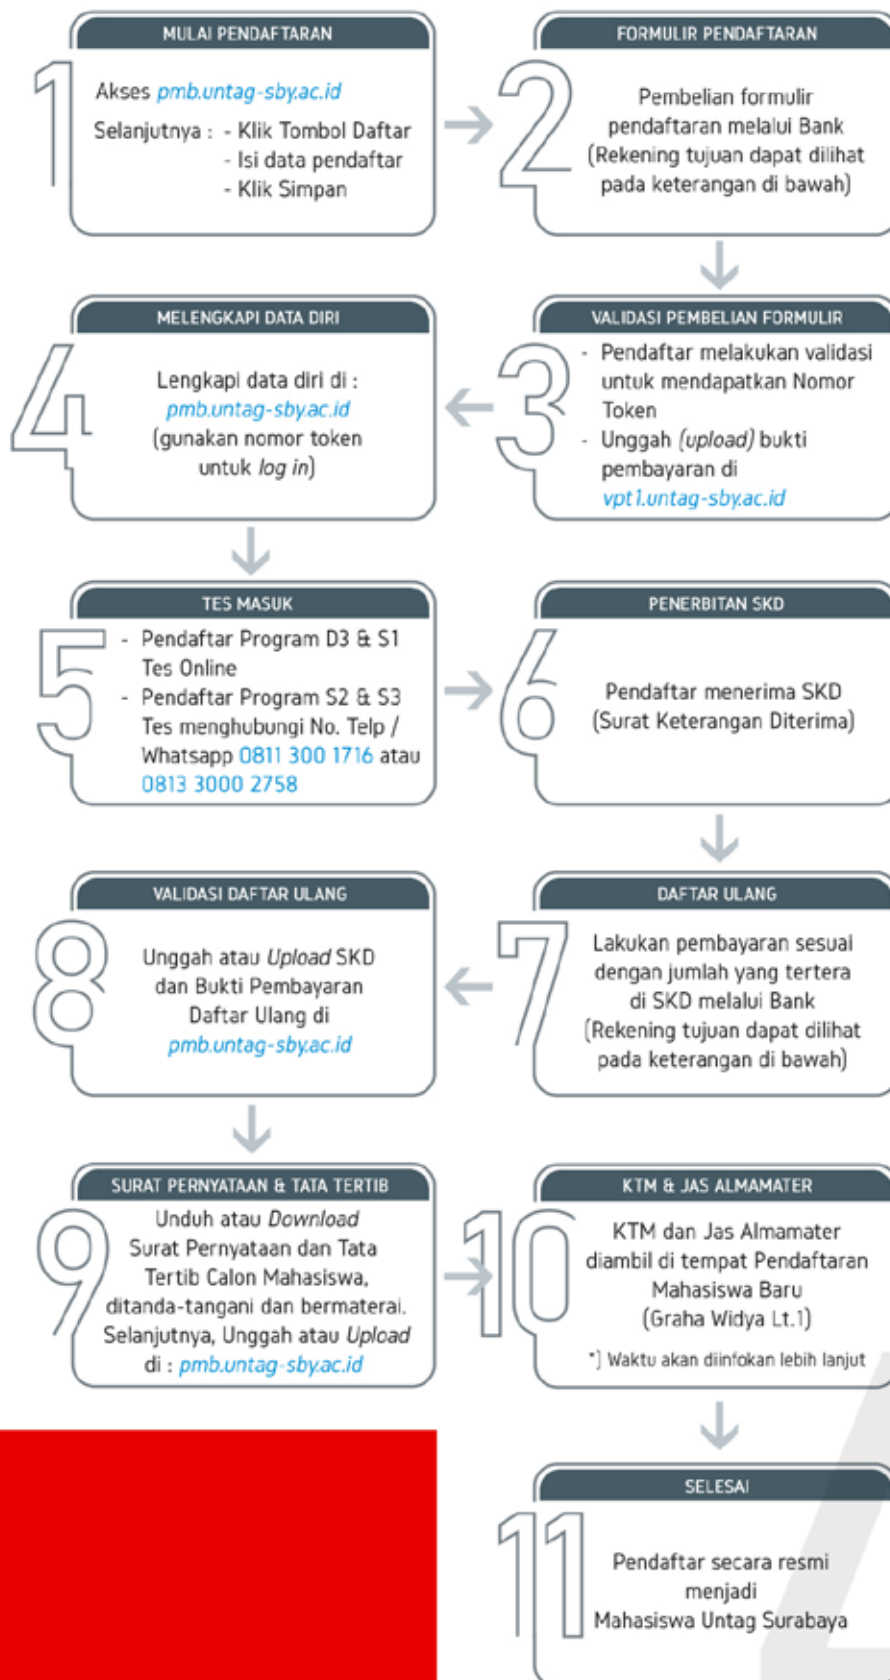 MULAI PENDAFTARAN
1
Akses pmb.untag-sby.ac.id
Selanjutnya : - Klik Tombol Daftar
- Isi data pendaftar
- Klik Simpan
FORMULIR PENDAFTARAN
2
Pembelian formulir
pendaftaran melalui Bank
(Rekening tujuan dapat dilihat
pada keterangan di bawah)
VALIDASI PEMBELIAN FORMULIR
3
- Pendaftar melakukan validasi
untuk mendapatkan Nomor
Token
- Unggah (upload) bukti
pembayaran di
vpt1.untag-sby.ac.id
MELENGKAPI DATA DIRI
4
Lengkapi data diri di :
pmb.untag-sby.ac.id
(gunakan nomor token
untuk log in)
TES MASUK
5
- Pendaftar Program D3 & S1
Tes Online
- Pendaftar Program S2 & S3
Tes menghubungi No. Telp /
Whatsapp 0811 300 1716 atau
0813 3000 2758
PENERBITAN SKD
6
Pendaftar menerima SKD
(Surat Keterangan Diterima)
DAFTAR ULANG
7
Lakukan pembayaran sesuai
dengan jumlah yang tertera
di SKD melalui Bank
(Rekening tujuan dapat dilihat
pada keterangan di bawah)
VALIDASI DAFTAR ULANG
8
Unggah atau Upload SKD
dan Bukti Pembayaran
Daftar Ulang di
pmb.untag-sby.ac.id
SURAT PERNYATAAN & TATA TERTIB
9
Unduh atau Download
Surat Pernyataan dan Tata
Tertib Calon Mahasiswa,
ditanda-tangani dan bermaterai.
Selanjutnya, Unggah atau Upload
di : pmb.untag-sby.ac.id
KTM & JAS ALMAMATER
10
KTM dan Jas Almamater
diambil di tempat Pendaftaran
Mahasiswa Baru
(Graha Widya Lt.1)
*) Waktu akan diinfokan lebih lanjut
SELESAI
11
Pendaftar secara resmi
menjadi
Mahasiswa Untag Surabaya